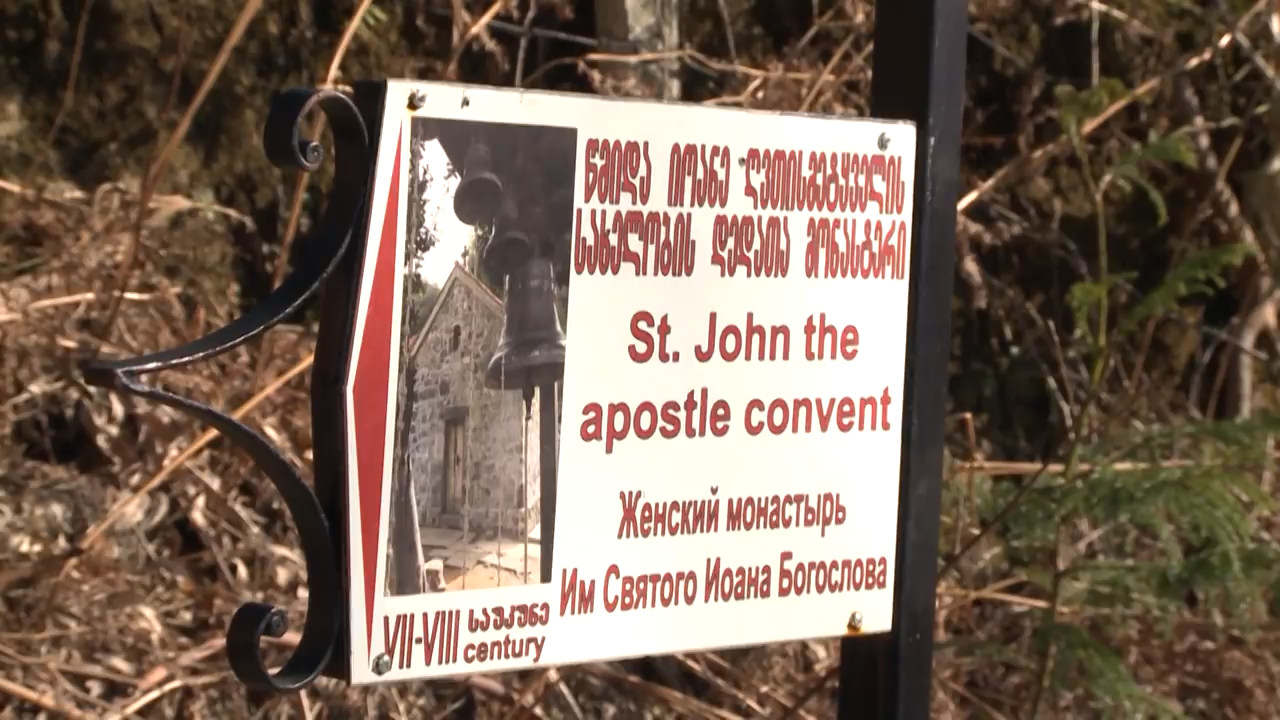 წმიდა იოანე ღვთისმეტყველის
სახელობის დედათა მონასტერი
St. John the
apostle convent
Женский монастырь
Им Святого Иоана Богослова
VII-VIII საუკუნე
century